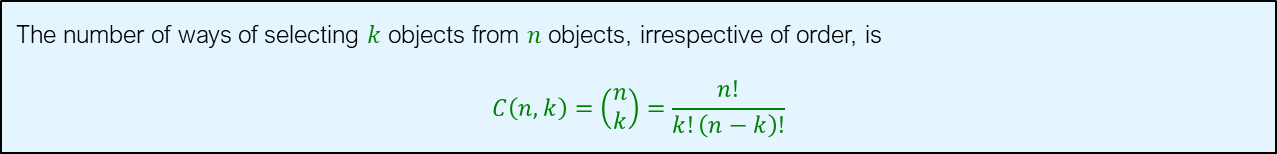 The number of ways of selecting k objects from n objects, irrespective of order, is
C(n, k) = (n k) = n! / k! (n − k)!